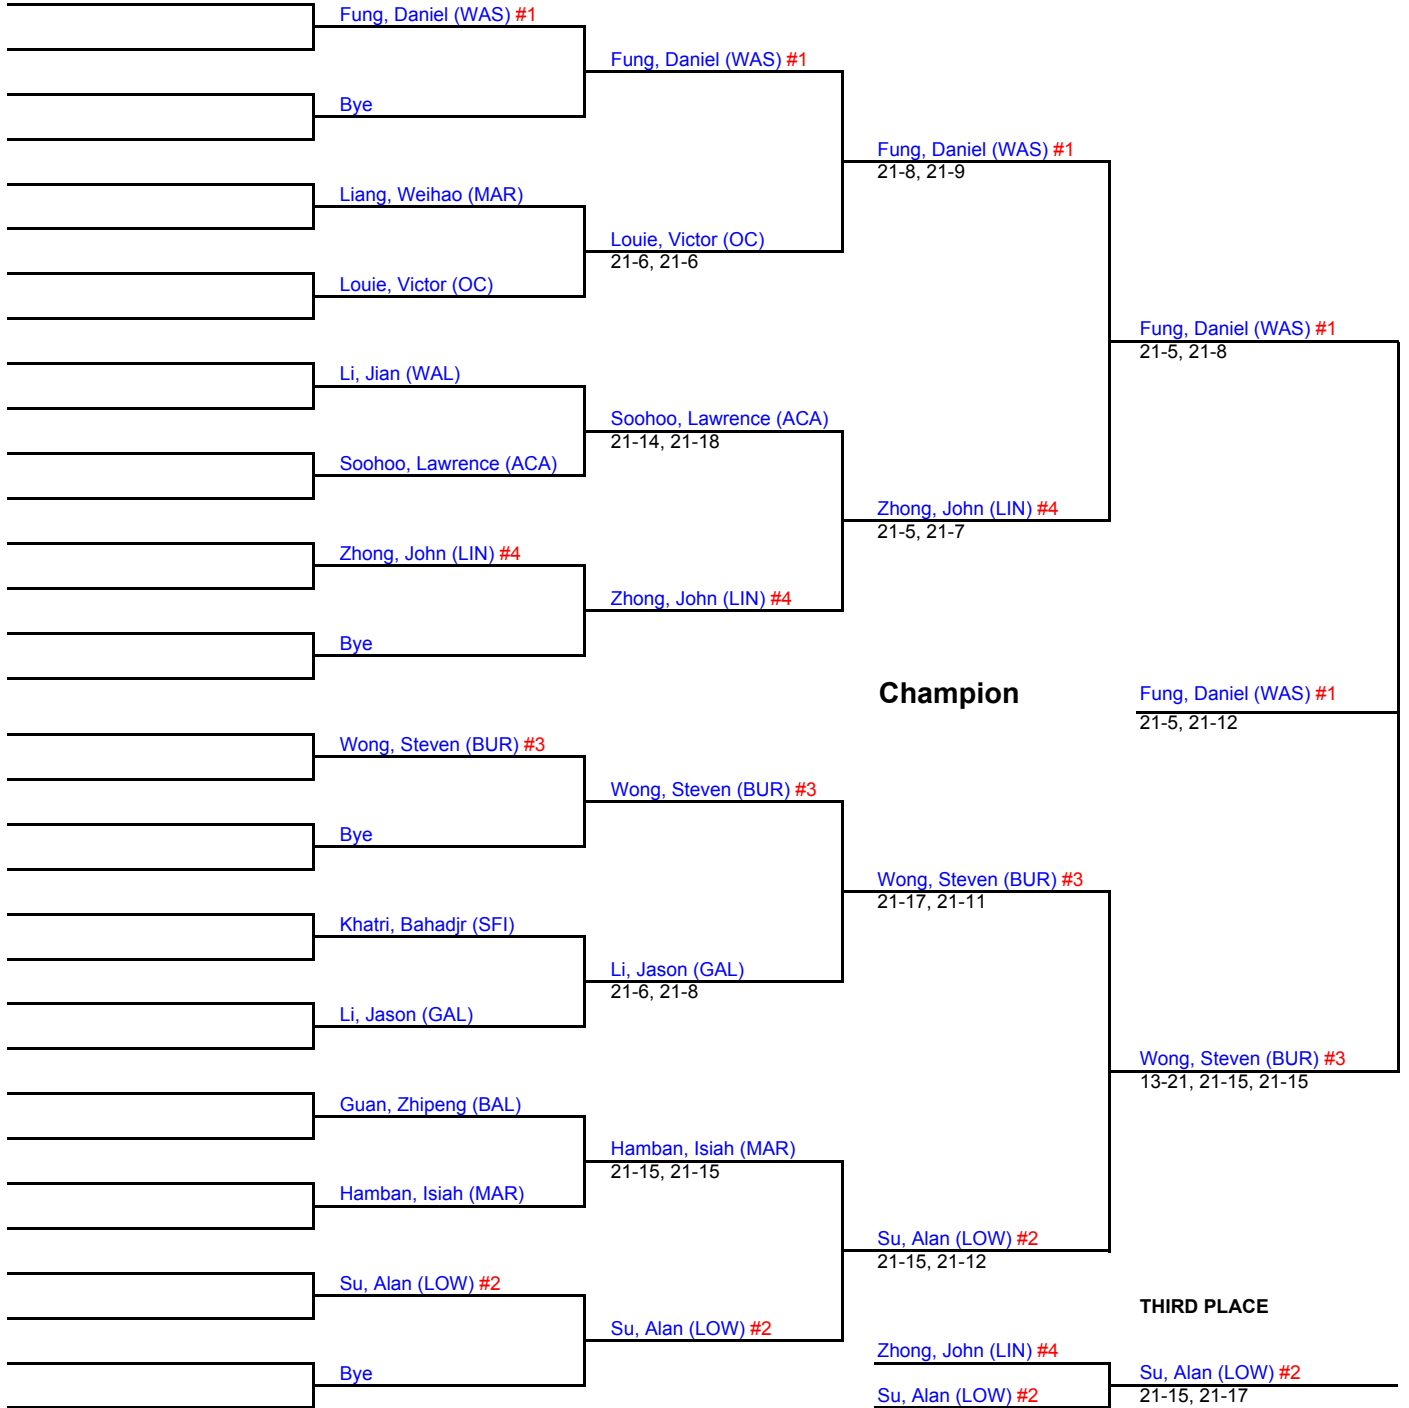 Fung, Daniel (WAS) #1
Fung, Daniel (WAS) #1
Bye
Fung, Daniel (WAS) #1
21-8, 21-9
Liang, Weihao (MAR)
Louie, Victor (OC)
21-6, 21-6
Louie, Victor (OC)
Fung, Daniel (WAS) #1
21-5, 21-8
Li, Jian (WAL)
Soohoo, Lawrence (ACA)
21-14, 21-18
Soohoo, Lawrence (ACA)
Zhong, John (LIN) #4
21-5, 21-7
Zhong, John (LIN) #4
Zhong, John (LIN) #4
Bye
Champion
Fung, Daniel (WAS) #1
21-5, 21-12
Wong, Steven (BUR) #3
Wong, Steven (BUR) #3
Bye
Wong, Steven (BUR) #3
21-17, 21-11
Khatri, Bahadjr (SFI)
Li, Jason (GAL)
21-6, 21-8
Li, Jason (GAL)
Wong, Steven (BUR) #3
13-21, 21-15, 21-15
Guan, Zhipeng (BAL)
Hamban, Isiah (MAR)
21-15, 21-15
Hamban, Isiah (MAR)
Su, Alan (LOW) #2
21-15, 21-12
Su, Alan (LOW) #2
THIRD PLACE
Su, Alan (LOW) #2
Zhong, John (LIN) #4
Bye
Su, Alan (LOW) #2
21-15, 21-17
Su, Alan (LOW) #2